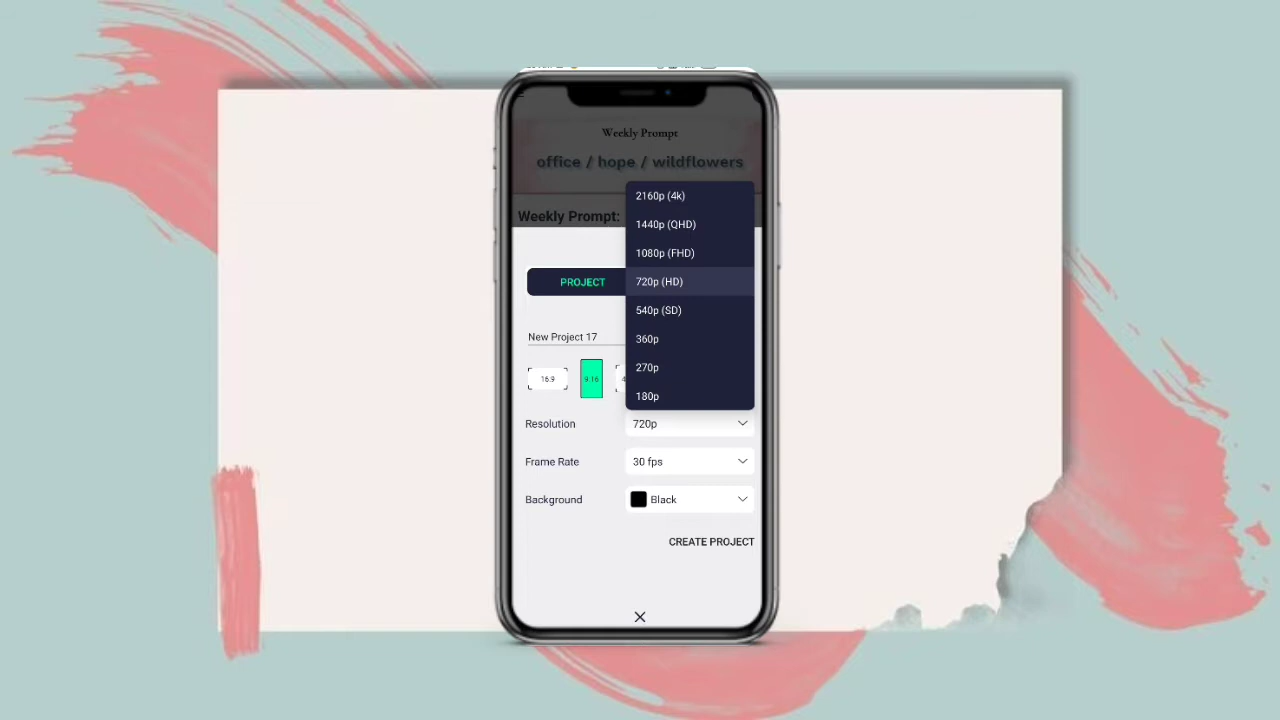 Weekly Prompt
office / hope / wildflowers
Weekly Prompt:
2160p (4k)
1440p (QHD)
1080p (FHD)
720p (HD)
540p (SD)
360p
270p
180p
PROJECT
New Project 17
16:9
9:16
4
Resolution
720p
Frame Rate
30 fps
Background
Black
CREATE PROJECT